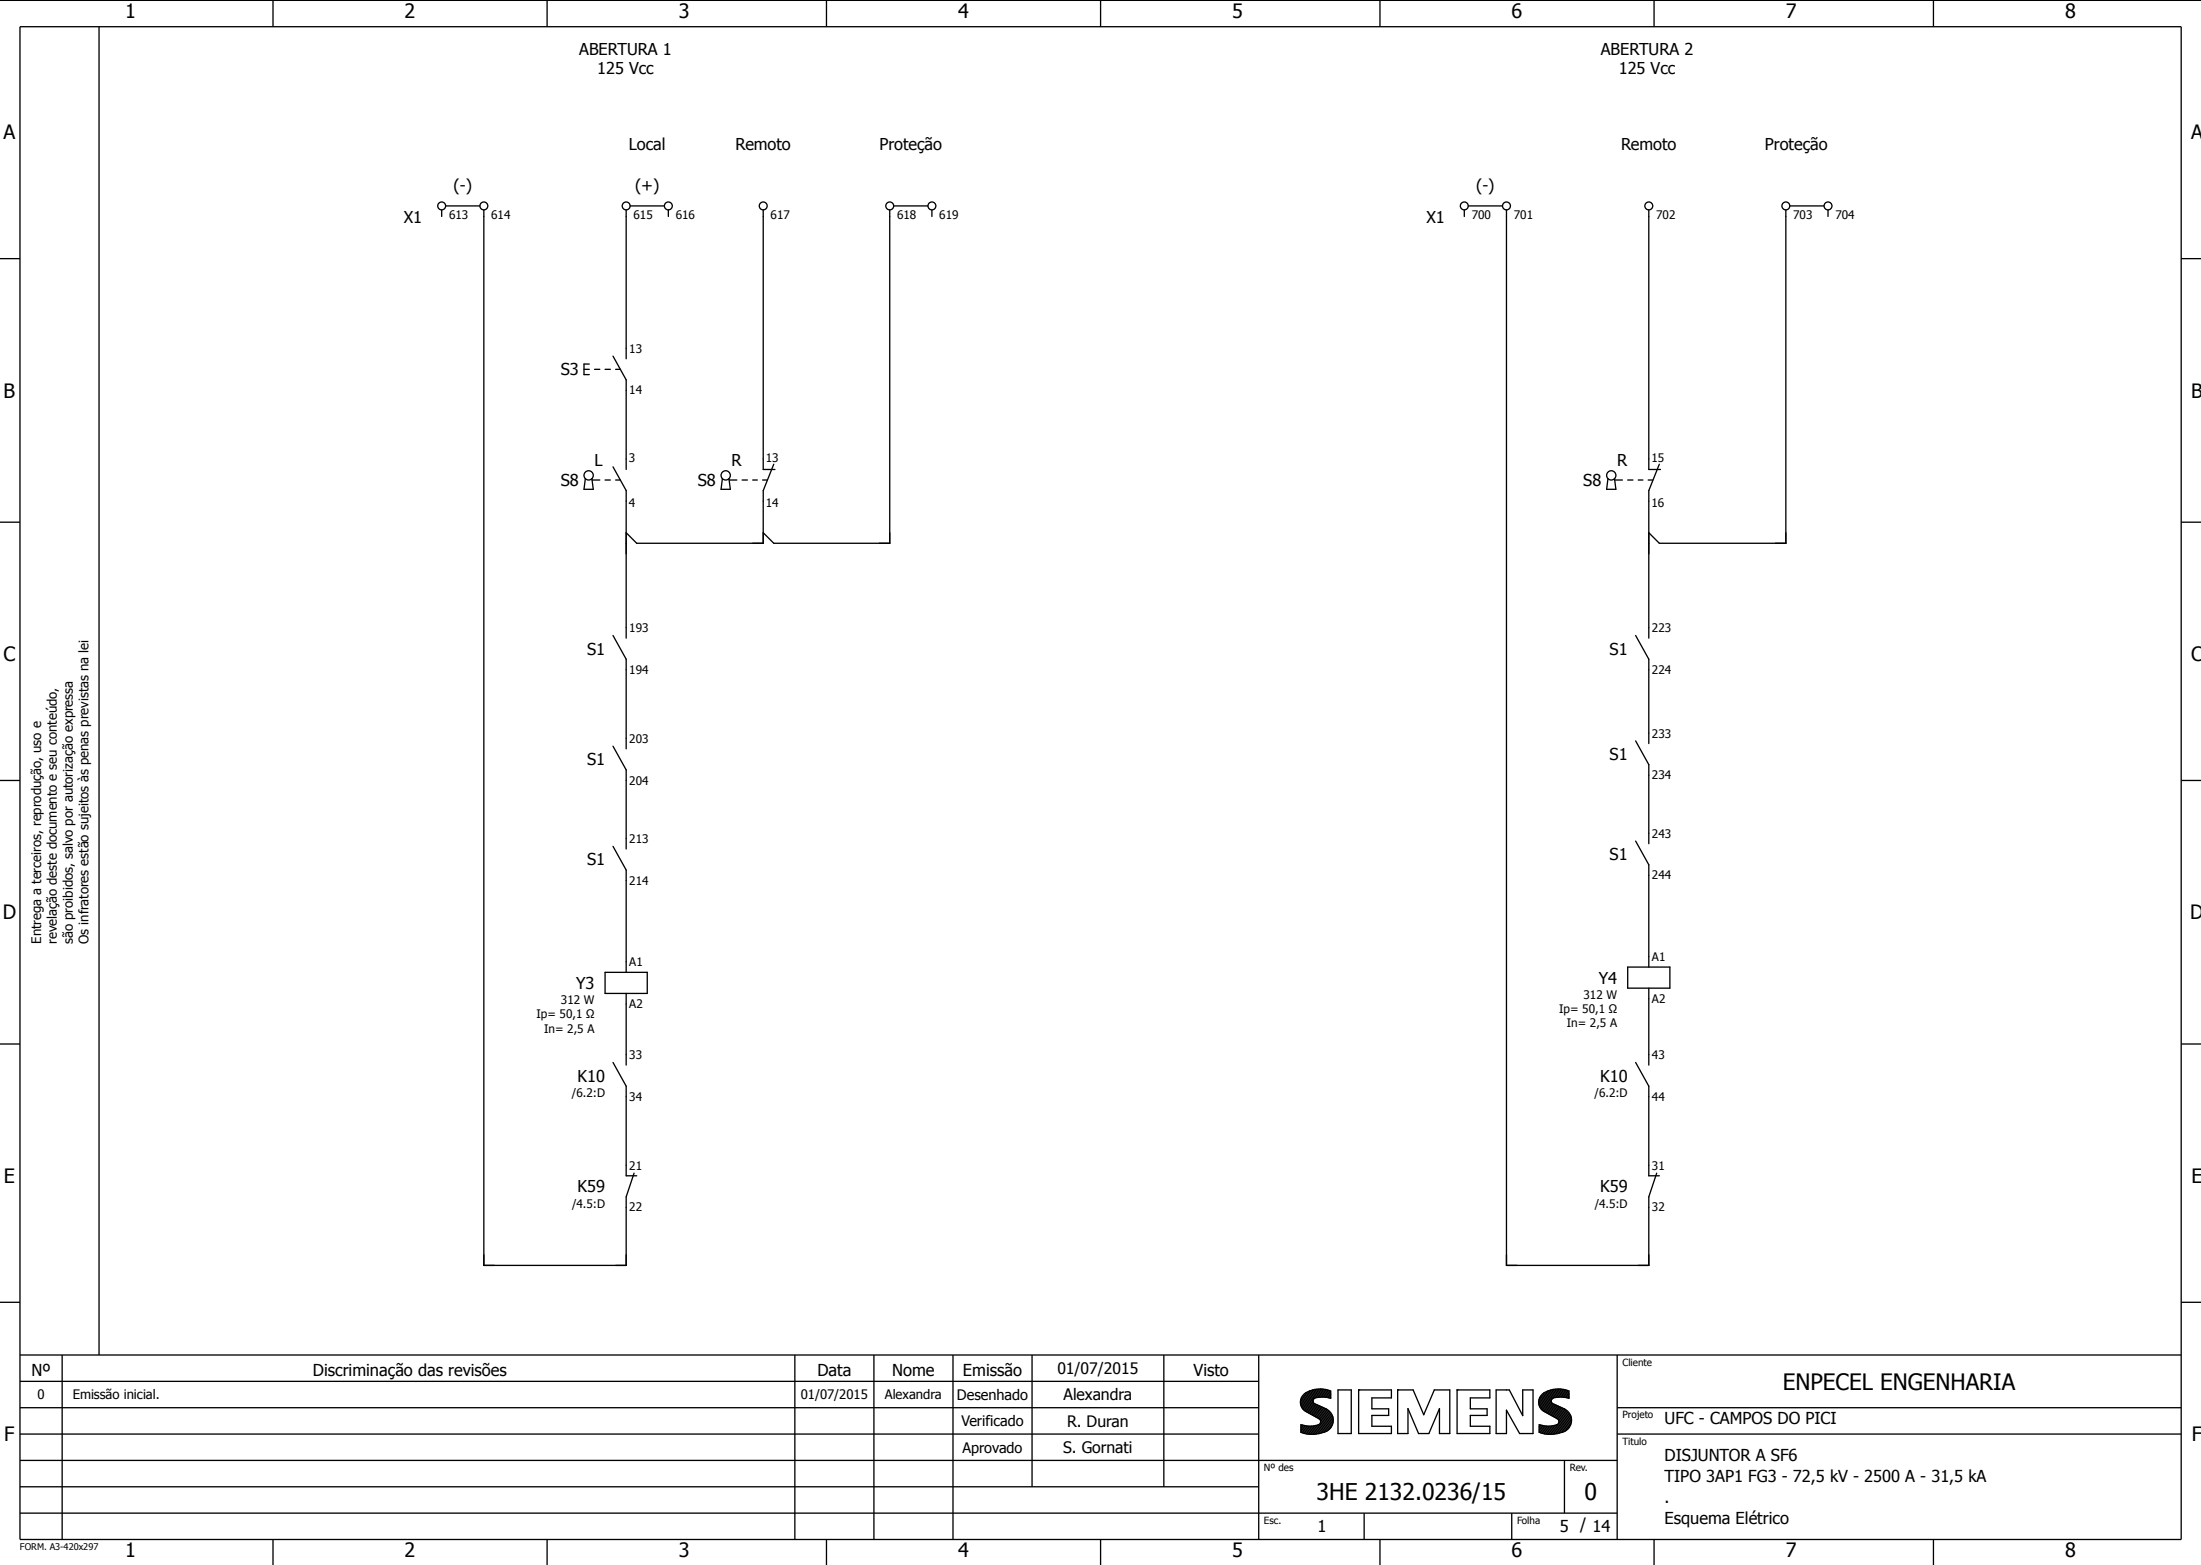 1 2 3 4 5 6 7 8
ABERTURA 1
125 Vcc
ABERTURA 2
125 Vcc
A
A
Local Remoto Proteção
Remoto Proteção
(-) (+)
(-)
X1 613 614 615 616 617 618 619
X1 700 701 702 703 704
B
B
13
S3 E
14
L 3
S8
4
R 13
S8
14
R 15
S8
16
C
C
193
S1
194
203
S1
204
213
S1
214
223
S1
224
233
S1
234
243
S1
244
D
D
A1
Y3
312 W
A2
Ip= 50,1 Ω
In= 2,5 A
A1
Y4
312 W
A2
Ip= 50,1 Ω
In= 2,5 A
33
K10
/6.2:D
34
43
K10
/6.2:D
44
E
E
21
K59
/4.5:D
22
31
K59
/4.5:D
32
Entrega a terceiros, reprodução, uso e
revelação deste documento e seu conteúdo,
são proibidos, salvo por autorização expressa
Os infratores estão sujeitos às penas previstas na lei
F
F
Nº Discriminação das revisões Data Nome Emissão 01/07/2015 Visto
0 Emissão inicial. 01/07/2015 Alexandra Desenhado Alexandra
Verificado R. Duran
Aprovado S. Gornati
SIEMENS
Nº des
3HE 2132.0236/15
Rev.
0
Esc. 1
Folha 5 / 14
Cliente
ENPECEL ENGENHARIA
Projeto UFC - CAMPOS DO PICI
Titulo
DISJUNTOR A SF6
TIPO 3AP1 FG3 - 72,5 kV - 2500 A - 31,5 kA
.
Esquema Elétrico
FORM. A3-420x297
1 2 3 4 5 6 7 8